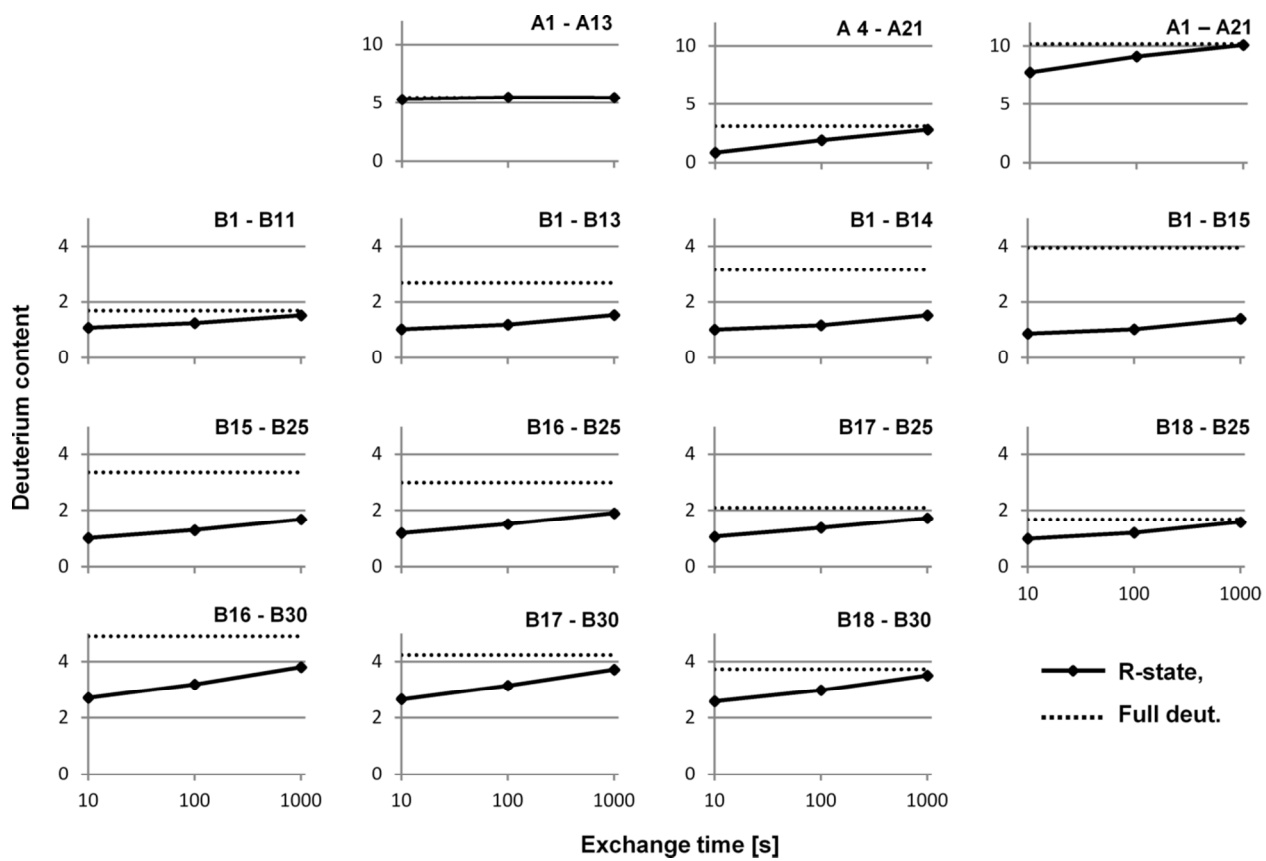 A1 - A13
A 4 - A21
A1 – A21
10
5
0
10
5
0
10
5
0
B1 - B11
B1 - B13
B1 - B14
B1 - B15
4
2
0
4
2
0
4
2
0
4
2
0
Deuterium content
B15 - B25
B16 - B25
B17 - B25
B18 - B25
4
2
0
4
2
0
4
2
0
4
2
0
10 100 1000
B16 - B30
B17 - B30
B18 - B30
4
2
0
4
2
0
4
2
0
10 100 1000
10 100 1000
10 100 1000
R-state,
Full deut.
Exchange time [s]